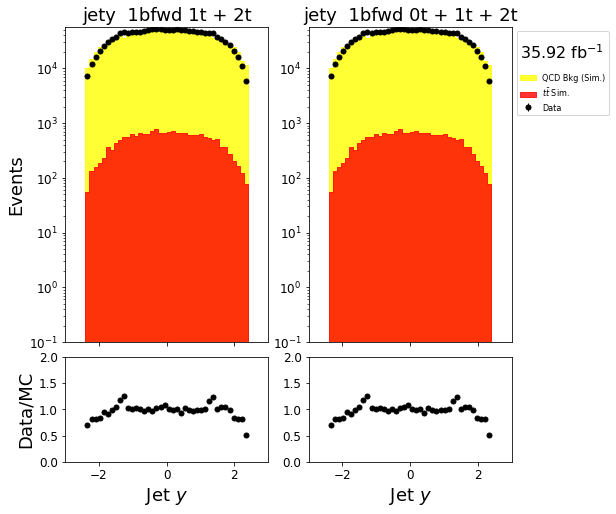 jety 1bfwd 1t + 2t
jety 1bfwd 0t + 1t + 2t
35.92 fb⁻¹
QCD Bkg (Sim.)
tt̄ Sim.
Data
Events
10⁴
10³
10²
10¹
10⁰
10⁻¹
10⁴
10³
10²
10¹
10⁰
10⁻¹
Data/MC
2.0
1.5
1.0
0.5
0.0
2.0
1.5
1.0
0.5
0.0
−2 0 2
−2 0 2
Jet y
Jet y